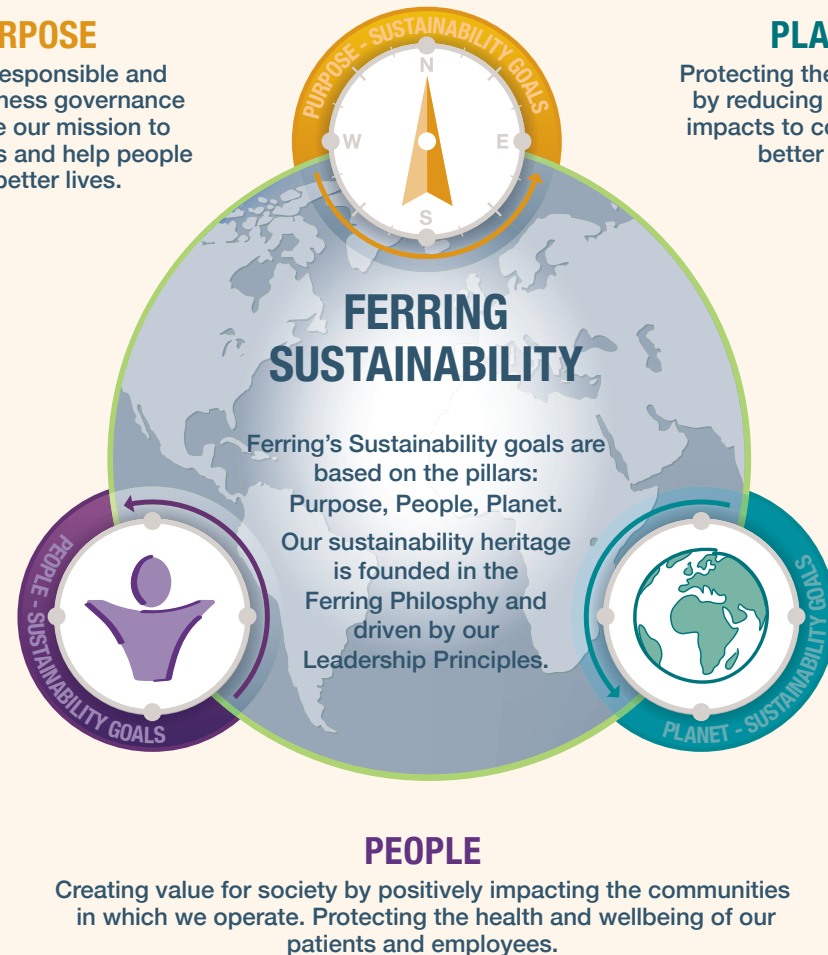 RPOSE
esponsible and
ness governance
e our mission to
s and help people
better lives.
PLA
Protecting the
by reducing
impacts to co
better
PURPOSE - SUSTAINABILITY GOALS
N
W
E
S
FERRING
SUSTAINABILITY
Ferring's Sustainability goals are
based on the pillars:
Purpose, People, Planet.
Our sustainability heritage
is founded in the
Ferring Philosphy and
driven by our
Leadership Principles.
PEOPLE - SUSTAINABILITY GOALS
PLANET - SUSTAINABILITY GOALS
PEOPLE
Creating value for society by positively impacting the communities
in which we operate. Protecting the health and wellbeing of our
patients and employees.